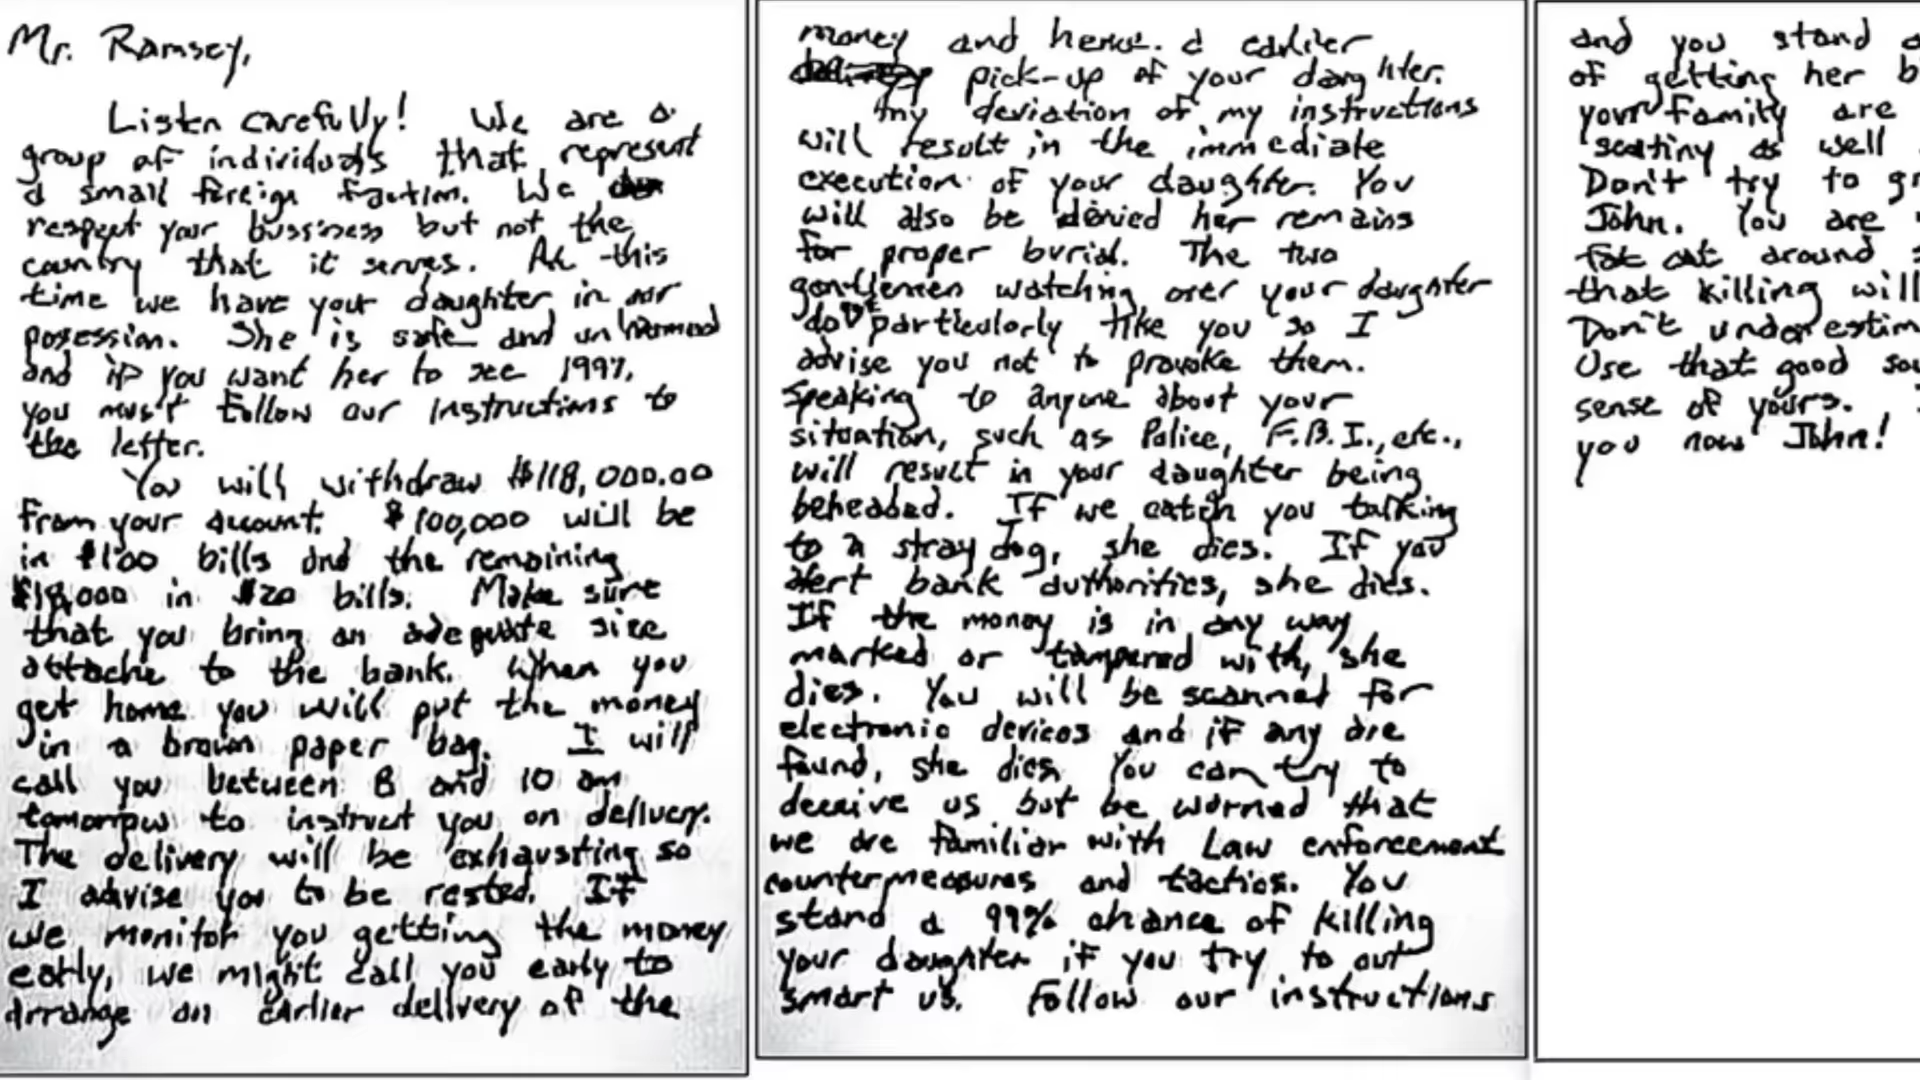 Mr. Ramsey,
Listen carefully! We are a
group of individuals that represent
a small foreign faction. We
respect your bussiness but not the
country that it serves. At this
time we have your daughter in our
posession. She is safe and unharmed
and if you want her to see 1997,
you must follow our instructions to
the letter.
You will withdraw $118,000.00
from your account. $100,000 will be
in $100 bills and the remaining
$18,000 in $20 bills. Make sure
that you bring an adequate size
attache to the bank. When you
get home you will put the money
in a brown paper bag. I will
call you between 8 and 10 am
tomorrow to instruct you on delivery.
The delivery will be exhausting so
I advise you to be rested. If
we monitor you getting the money
early, we might call you early to
arrange an earlier delivery of the
money and hence a earlier
pick-up of your daughter.
Any deviation of my instructions
will result in the immediate
execution of your daughter. You
will also be denied her remains
for proper burial. The two
gentlemen watching over your daughter
do not particularly like you so I
advise you not to provoke them.
Speaking to anyone about your
situation, such as Police, F.B.I., etc.,
will result in your daughter being
beheaded. If we catch you talking
to a stray dog, she dies. If you
alert bank authorities, she dies.
If the money is in any way
marked or tampered with, she
dies. You will be scanned for
electronic devices and if any are
found, she dies. You can try to
deceive us but be warned that
we are familiar with Law enforcement
countermeasures and tactics. You
stand a 99% chance of killing
your daughter if you try to out
smart us. Follow our instructions
and you stand
of getting her b
your family are
scutiny as well
Don't try to gr
John. You are
fat cat around
that killing will
Don't underestim
Use that good sou
sense of yours.
you now John!